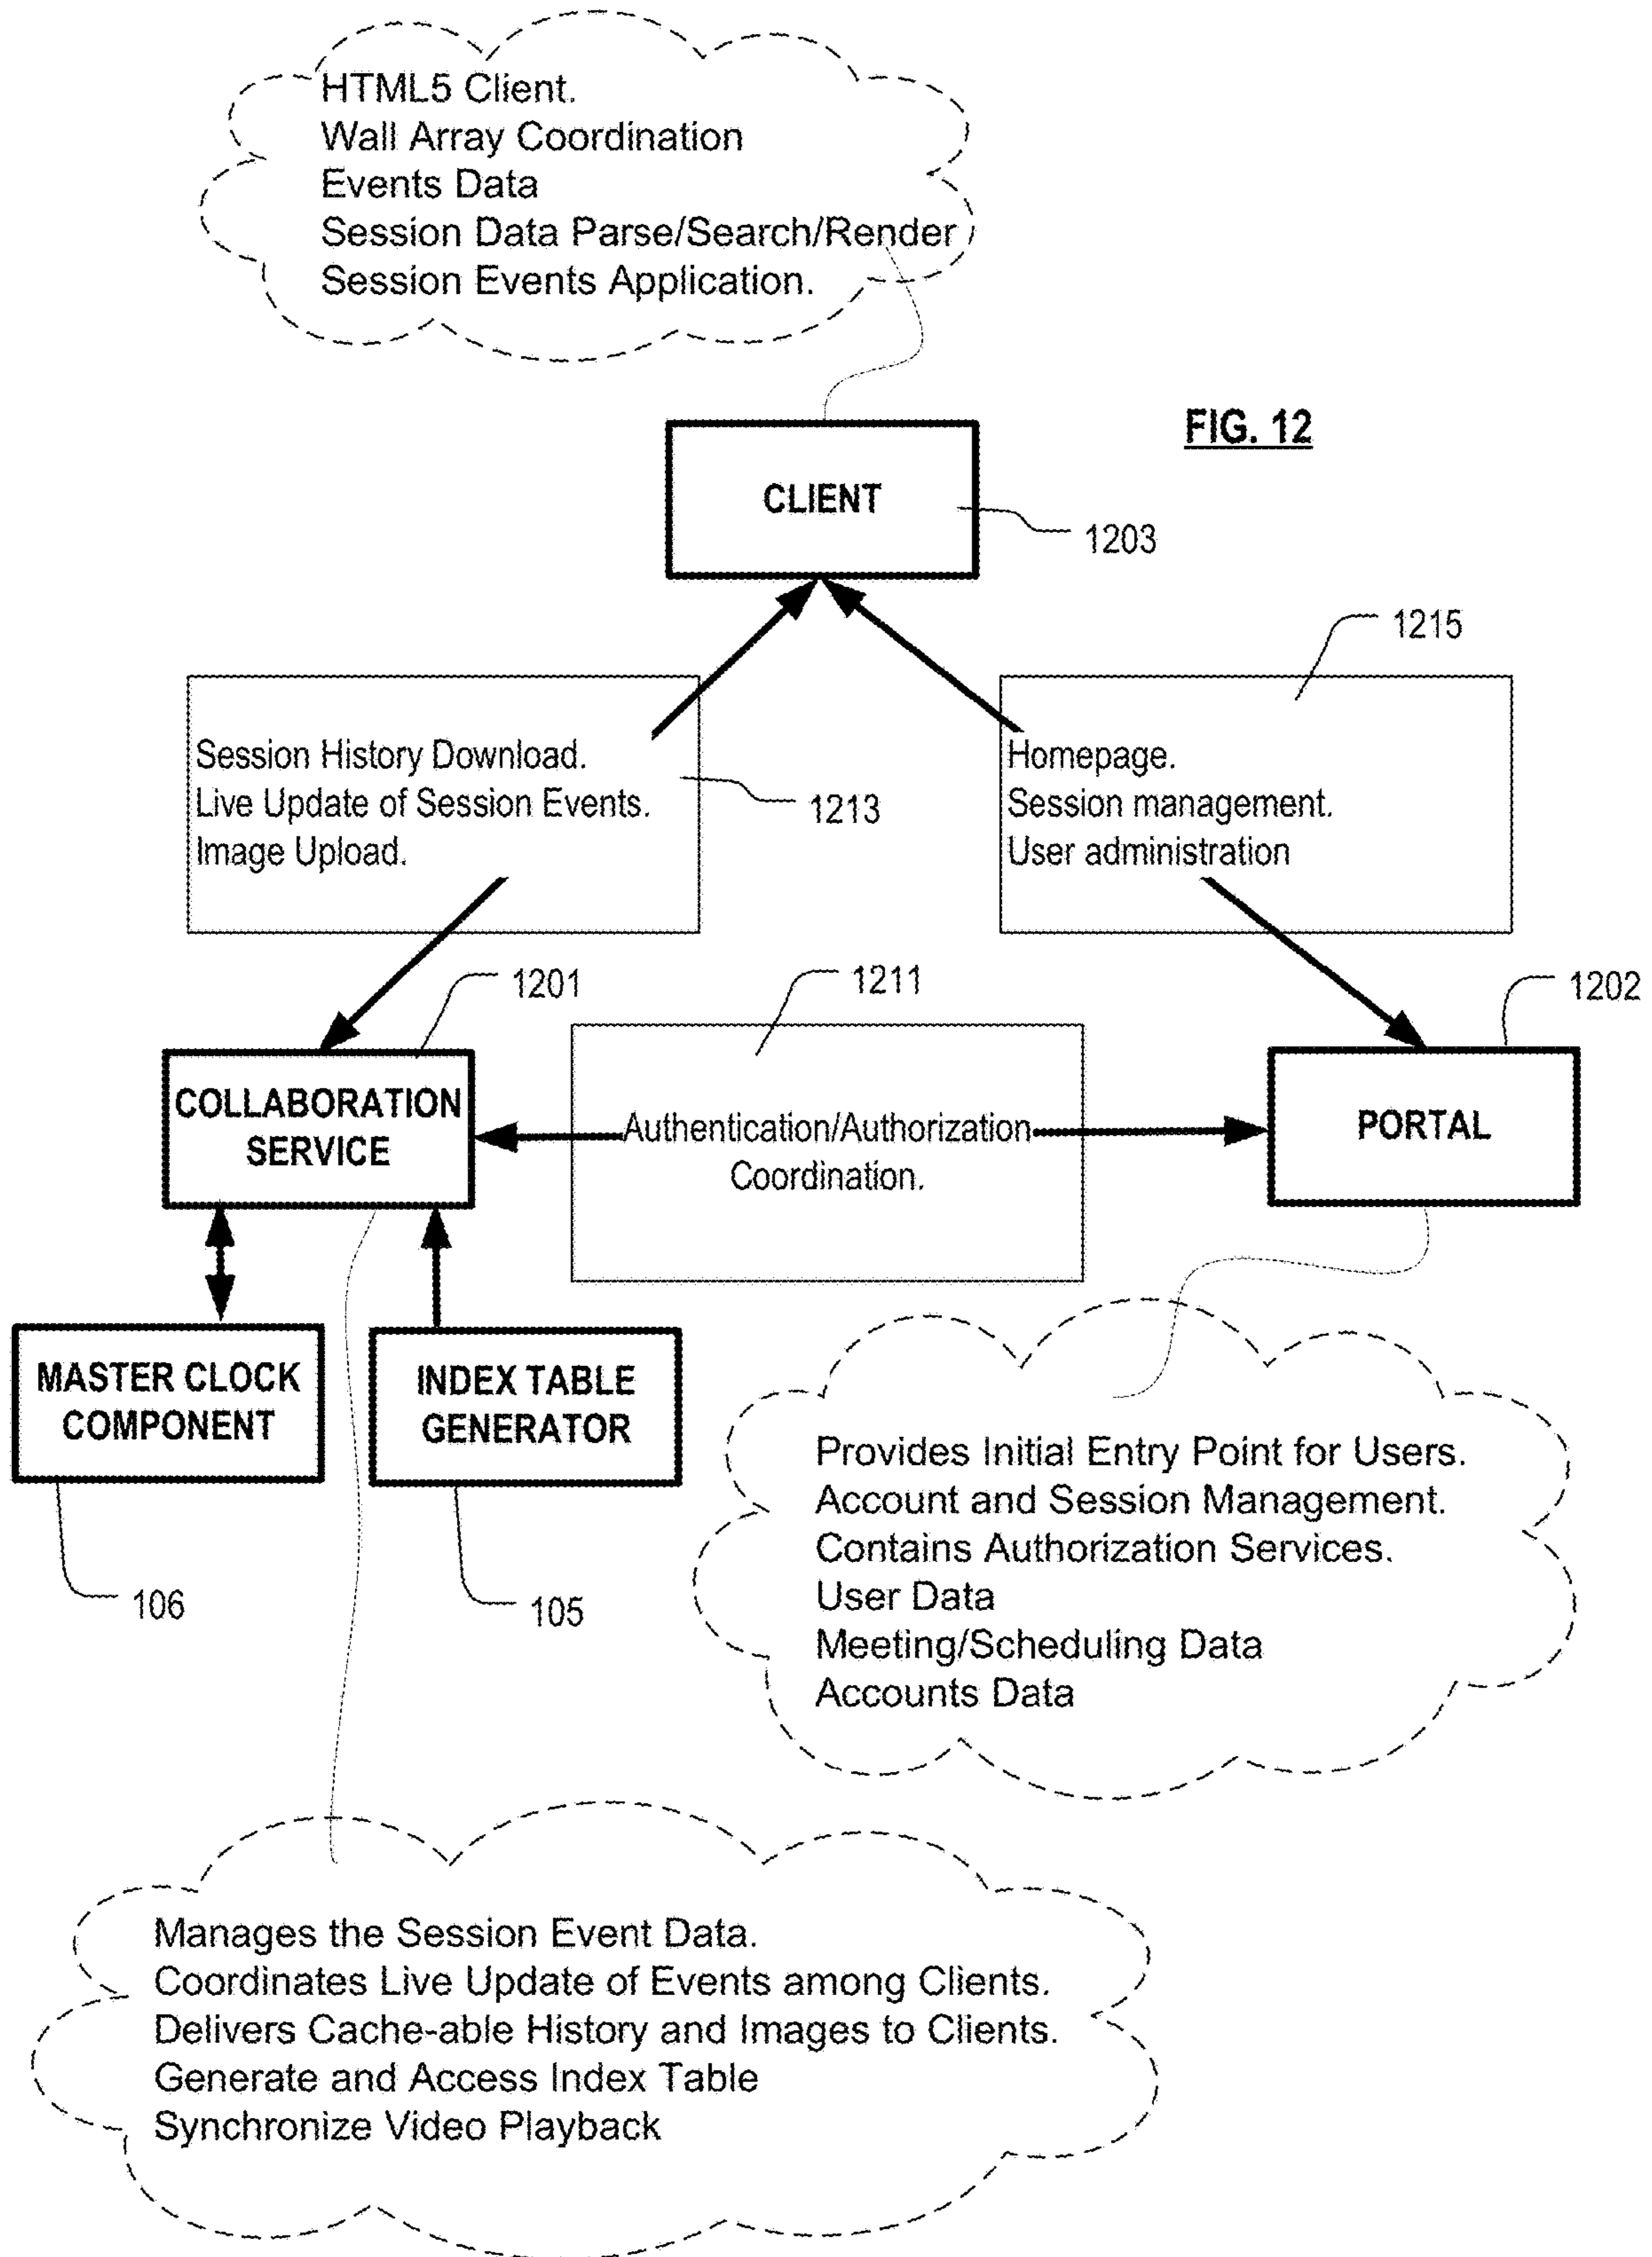 HTML5 Client.
Wall Array Coordination
Events Data
Session Data Parse/Search/Render
Session Events Application.
FIG. 12
CLIENT
1203
1215
Session History Download.
Live Update of Session Events.
Image Upload.
1213
Homepage.
Session management.
User administration
1201
1211
1202
COLLABORATION
SERVICE
Authentication/Authorization
Coordination.
PORTAL
MASTER CLOCK
COMPONENT
INDEX TABLE
GENERATOR
106
105
Provides Initial Entry Point for Users.
Account and Session Management.
Contains Authorization Services.
User Data
Meeting/Scheduling Data
Accounts Data
Manages the Session Event Data.
Coordinates Live Update of Events among Clients.
Delivers Cache-able History and Images to Clients.
Generate and Access Index Table
Synchronize Video Playback